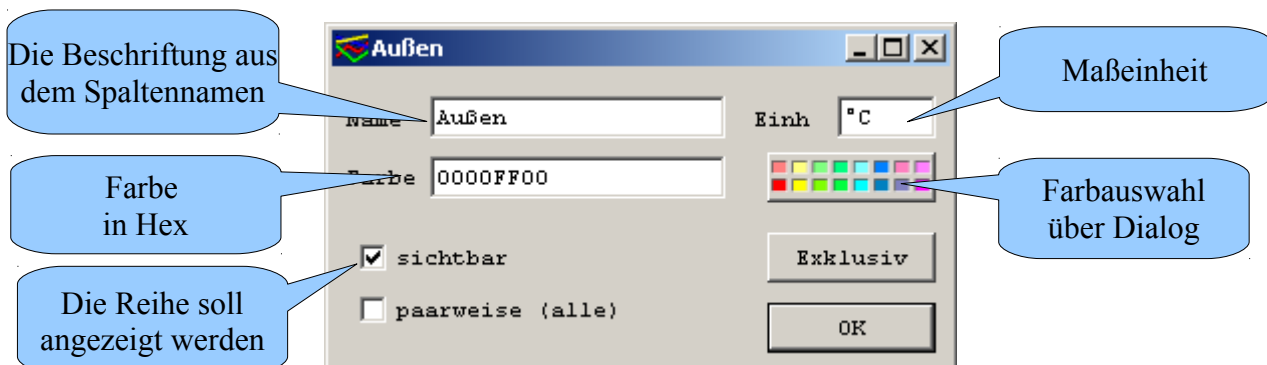 Die Beschriftung aus
dem Spaltennamen
Außen
Maßeinheit
Name
Außen
Einh
°C
Farbe
in Hex
Farbe
0000FF00
Farbauswahl
über Dialog
sichtbar
Exklusiv
Die Reihe soll
angezeigt werden
paarweise (alle)
OK